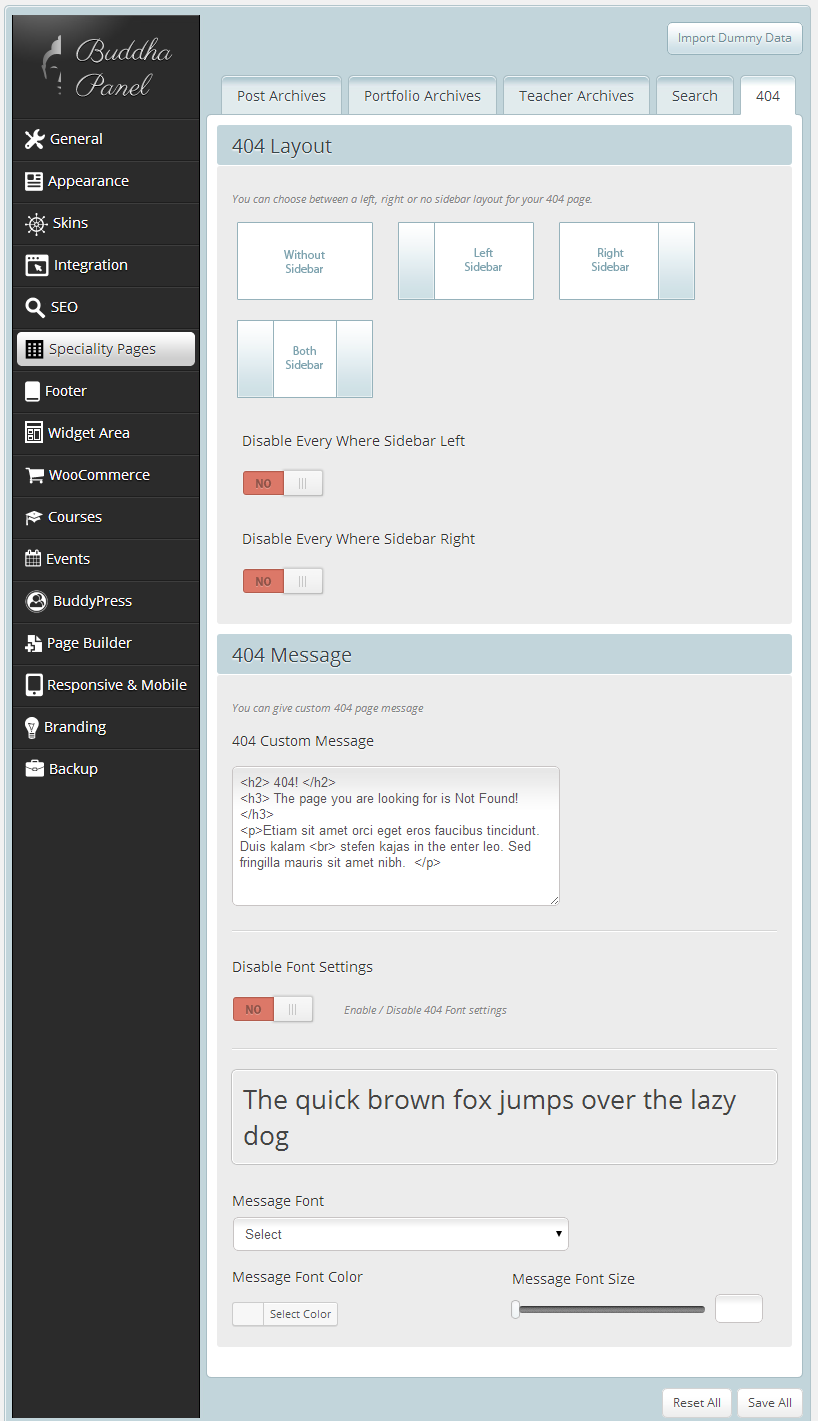 Buddha
Panel
Import Dummy Data
Post Archives
Portfolio Archives
Teacher Archives
Search
404
General
Appearance
Skins
Integration
SEO
Speciality Pages
Footer
Widget Area
WooCommerce
Courses
Events
BuddyPress
Page Builder
Responsive & Mobile
Branding
Backup
404 Layout
You can choose between a left, right or no sidebar layout for your 404 page.
Without
Sidebar
Left
Sidebar
Right
Sidebar
Both
Sidebar
Disable Every Where Sidebar Left
NO
Disable Every Where Sidebar Right
NO
404 Message
You can give custom 404 page message
404 Custom Message
<h2> 404! </h2>
<h3> The page you are looking for is Not Found!
</h3>
<p>Etiam sit amet orci eget eros faucibus tincidunt.
Duis kalam <br> stefen kajas in the enter leo. Sed
fringilla mauris sit amet nibh.  </p>
Disable Font Settings
NO
Enable / Disable 404 Font settings
The quick brown fox jumps over the lazy
dog
Message Font
Select
Message Font Color
Select Color
Message Font Size
Reset All
Save All